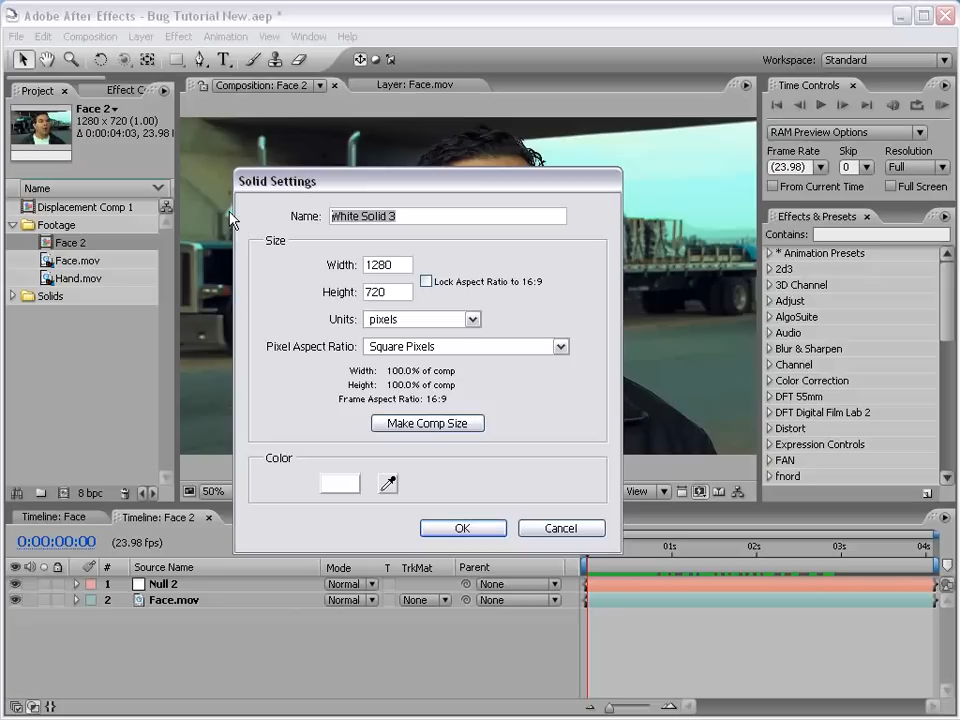 Adobe After Effects - Bug Tutorial New.aep *
File Edit Composition Layer Effect Animation View Window Help
Workspace: Standard
Project Effect C
Composition: Face 2
Layer: Face.mov
Time Controls
Face 2
1280 x 720 (1.00)
Δ 0:00:04:03, 23.98 f
RAM Preview Options
Frame Rate Skip Resolution
(23.98) 0 Full
From Current Time Full Screen
Name
Displacement Comp 1
Footage
Face 2
Face.mov
Hand.mov
Solids
8 bpc
Solid Settings
Name: White Solid 3
Size
Width: 1280
Lock Aspect Ratio to 16:9
Height: 720
Units: pixels
Pixel Aspect Ratio: Square Pixels
Width: 100.0% of comp
Height: 100.0% of comp
Frame Aspect Ratio: 16:9
Make Comp Size
Color
OK Cancel
50%
View
Effects & Presets
Contains:
* Animation Presets
2d3
3D Channel
Adjust
AlgoSuite
Audio
Blur & Sharpen
Channel
Color Correction
DFT 55mm
DFT Digital Film Lab 2
Distort
Expression Controls
FAN
Paint
Timeline: Face Timeline: Face 2
0:00:00:00 (23.98 fps)
01s 02s 03s 04s
# Source Name Mode T TrkMat Parent
1 Null 2 Normal None
2 Face.mov Normal None None